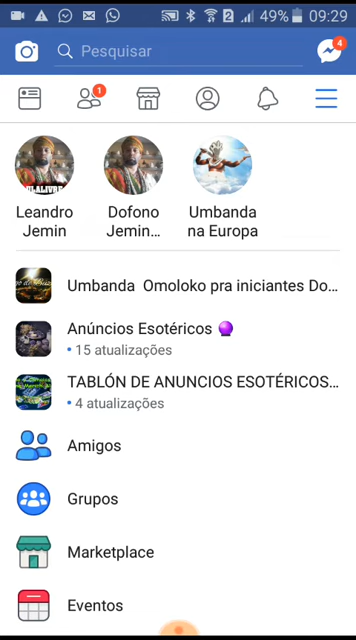 2 49% 09:29
Pesquisar
4
1
Leandro Jemin
Dofono Jemin...
Umbanda na Europa
Umbanda Omoloko pra iniciantes Do...
Anúncios Esotéricos
• 15 atualizações
TABLÓN DE ANUNCIOS ESOTÉRICOS...
• 4 atualizações
Amigos
Grupos
Marketplace
Eventos